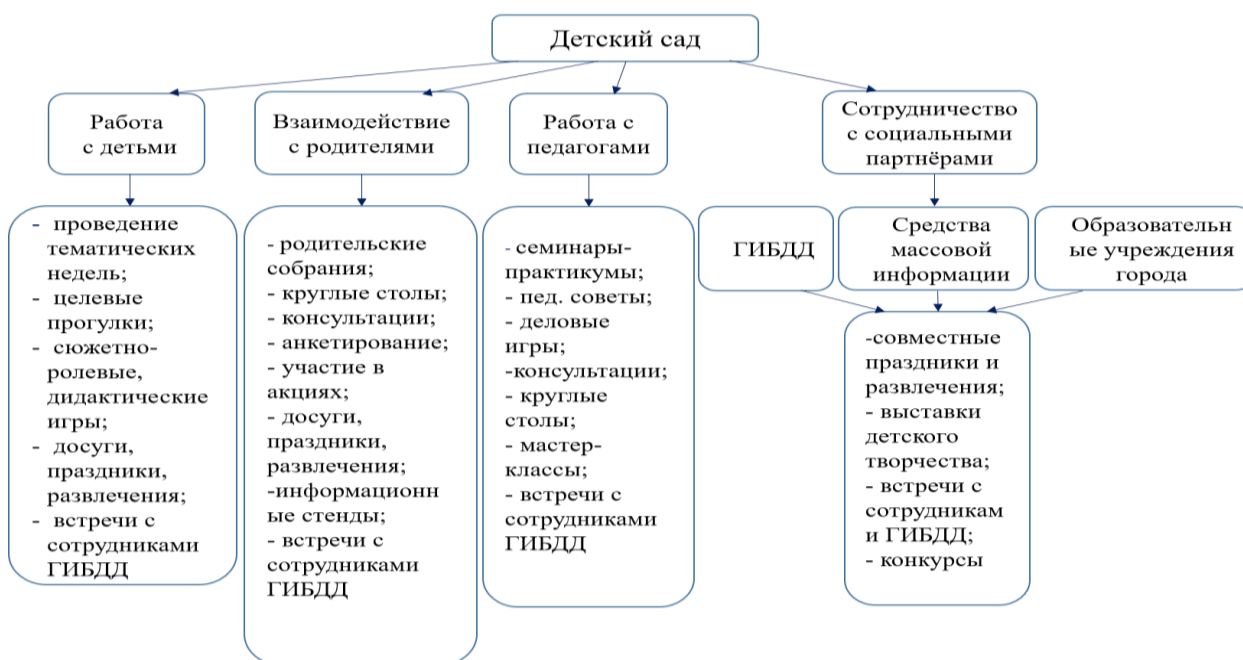 Детский сад
Работа
с детьми
Взаимодействие
с родителями
Работа с
педагогами
Сотрудничество
с социальными
партнёрами
- проведение
тематических
недель;
- целевые
прогулки;
- сюжетно-
ролевые,
дидактические
игры;
- досуги,
праздники,
развлечения;
- встречи с
сотрудниками
ГИБДД
- родительские
собрания;
- круглые столы;
- консультации;
- анкетирование;
- участие в
акциях;
- досуги,
праздники,
развлечения;
-информационн
ые стенды;
- встречи с
сотрудниками
ГИБДД
- семинары-
практикумы;
- пед. советы;
- деловые
игры;
-консультации;
- круглые
столы;
- мастер-
классы;
- встречи с
сотрудниками
ГИБДД
ГИБДД
Средства
массовой
информации
Образовательн
ые учреждения
города
-совместные
праздники и
развлечения;
- выставки
детского
творчества;
- встречи с
сотрудникам
и ГИБДД;
- конкурсы